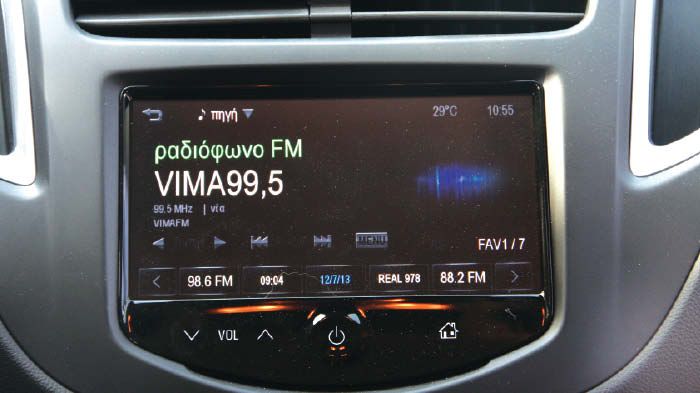 πηγή 29°C 10:55
ραδιόφωνο FM
VIMA99,5
99.5 MHz | νέα
VIMAFM
MENU
FAV1 / 7
98.6 FM 09:04 12/7/13 REAL 978 88.2 FM
VOL